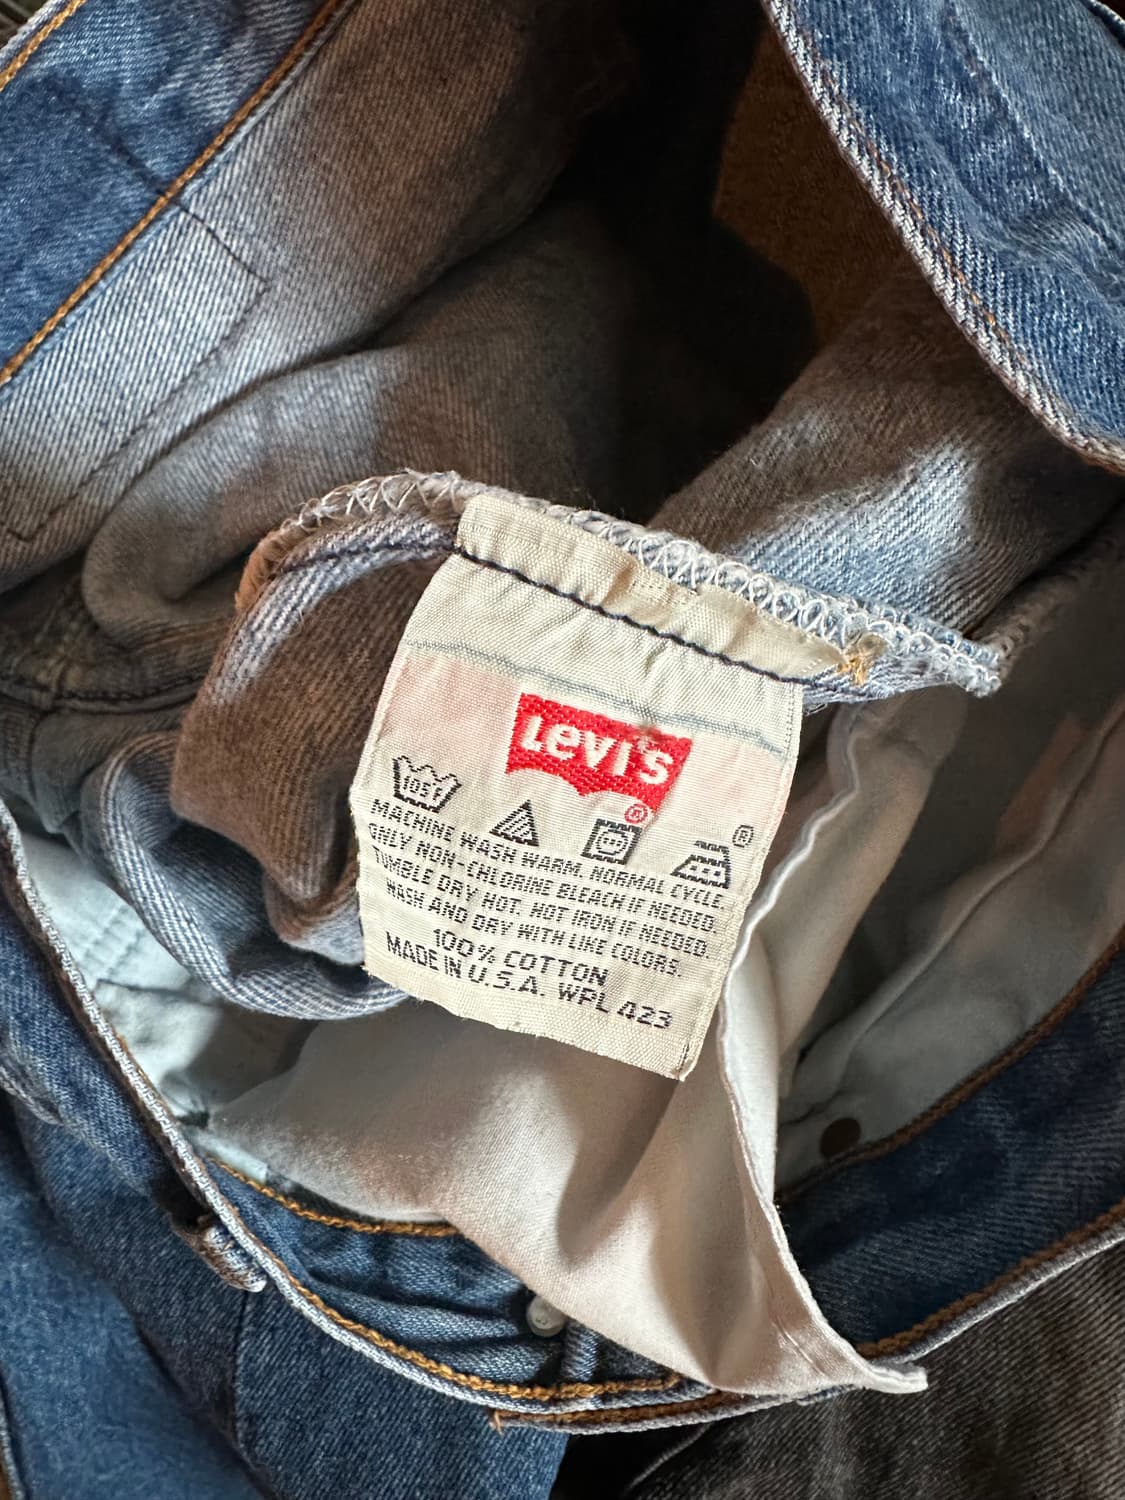 LEVI'S
®
105F
®
MACHINE WASH WARM. NORMAL CYCLE.
ONLY NON-CHLORINE BLEACH IF NEEDED.
TUMBLE DRY HOT. HOT IRON IF NEEDED.
WASH AND DRY WITH LIKE COLORS.
100% COTTON
MADE IN U.S.A. WPL 423